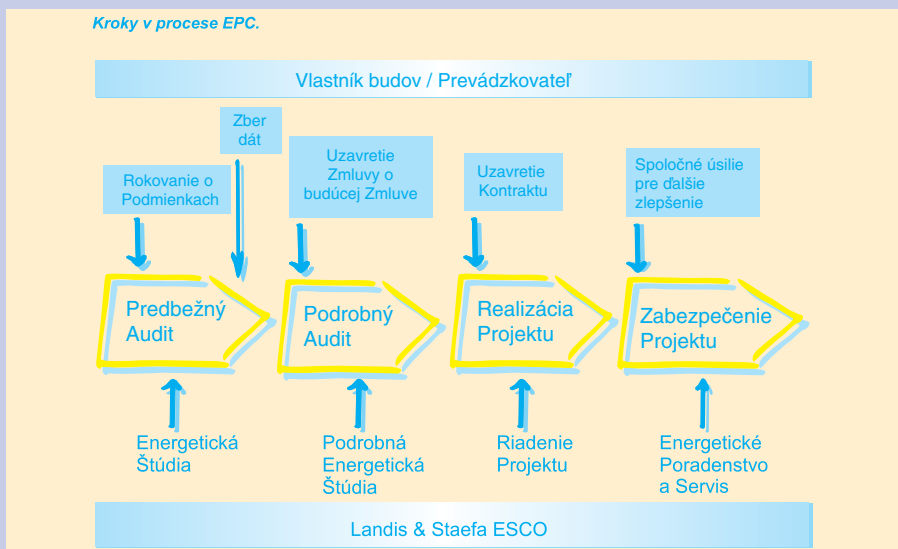 Kroky v procese EPC.
Vlastník budov / Prevádzkovateľ
Zber
dát
Rokovanie o
Podmienkach
Uzavretie
Zmluvy o
budúcej Zmluve
Uzavretie
Kontraktu
Spoločné úsilie
pre ďalšie
zlepšenie
Predbežný
Audit
Podrobný
Audit
Realizácia
Projektu
Zabezpečenie
Projektu
Energetická
Štúdia
Podrobná
Energetická
Štúdia
Riadenie
Projektu
Energetické
Poradenstvo
a Servis
Landis & Staefa ESCO